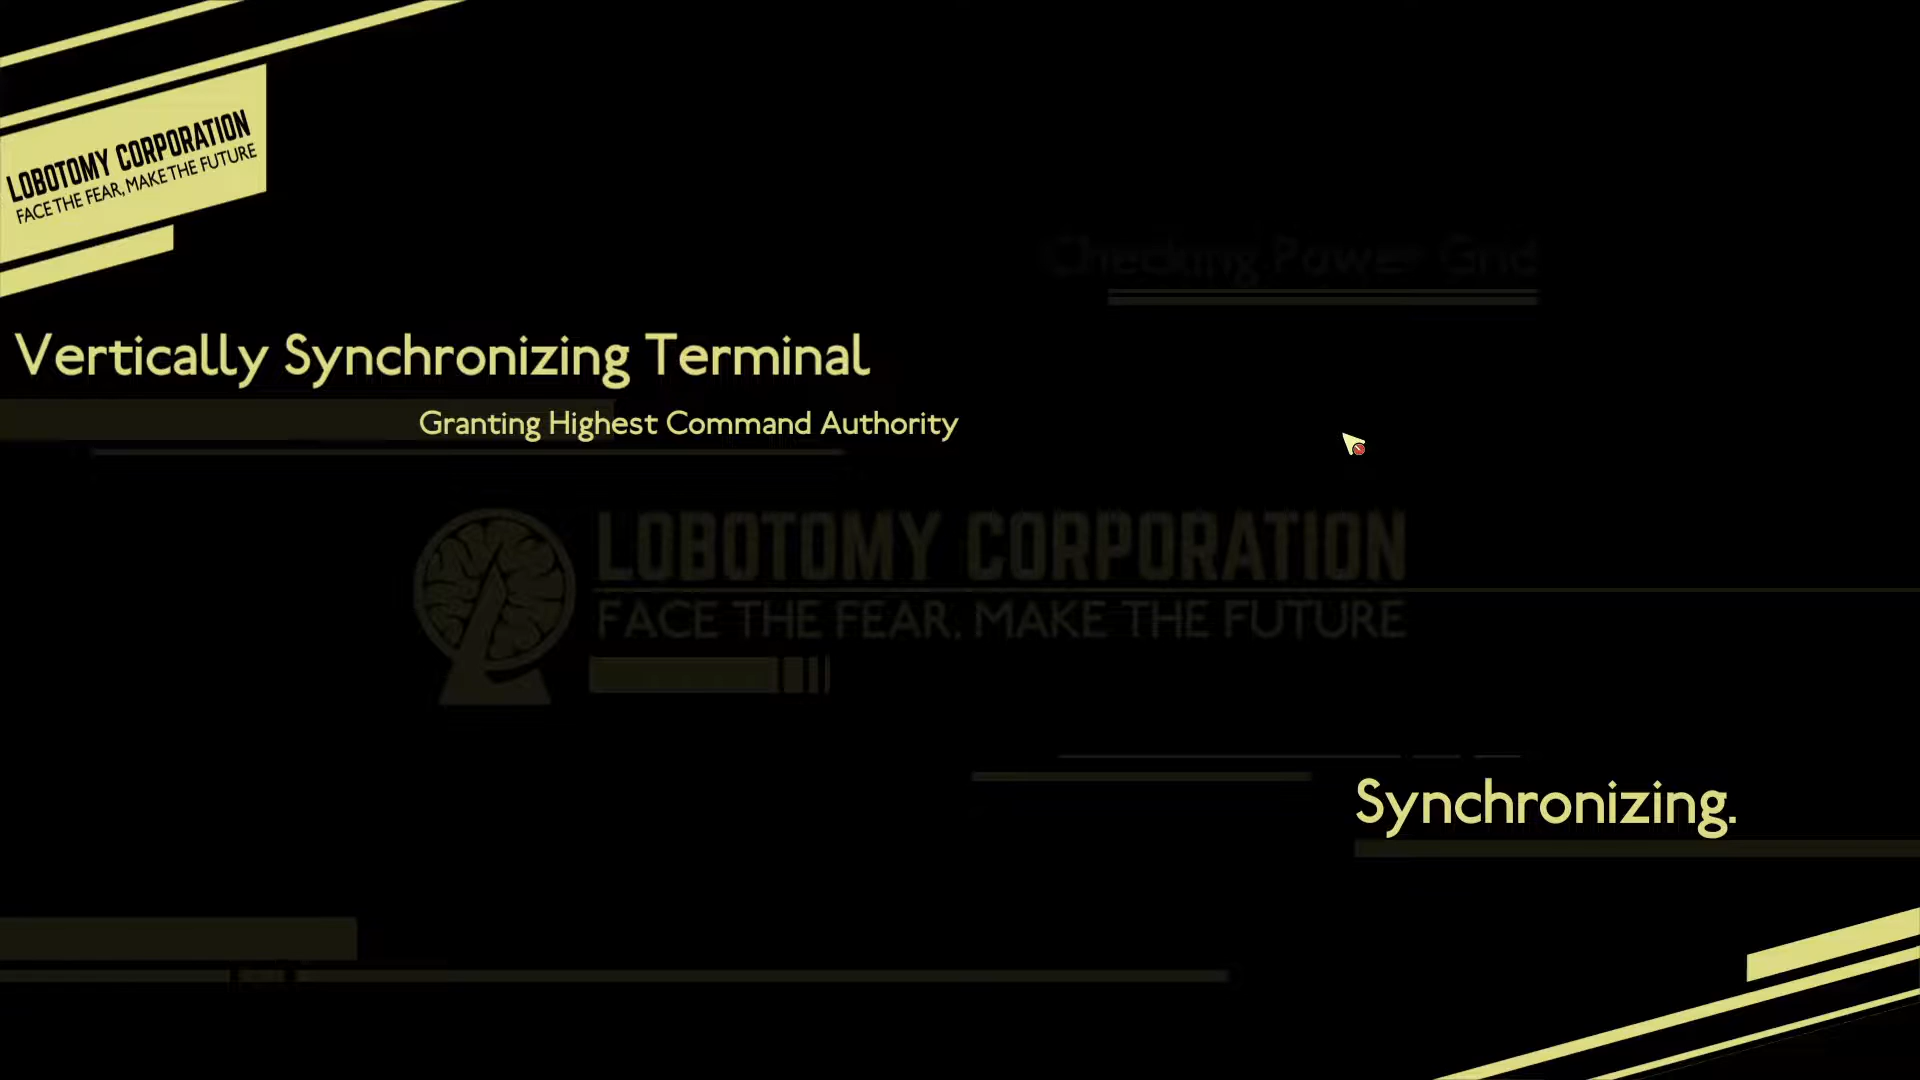 LOBOTOMY CORPORATION
FACE THE FEAR, MAKE THE FUTURE
Checking Power Grid
Vertically Synchronizing Terminal
Granting Highest Command Authority
LOBOTOMY CORPORATION
FACE THE FEAR, MAKE THE FUTURE
Synchronizing.